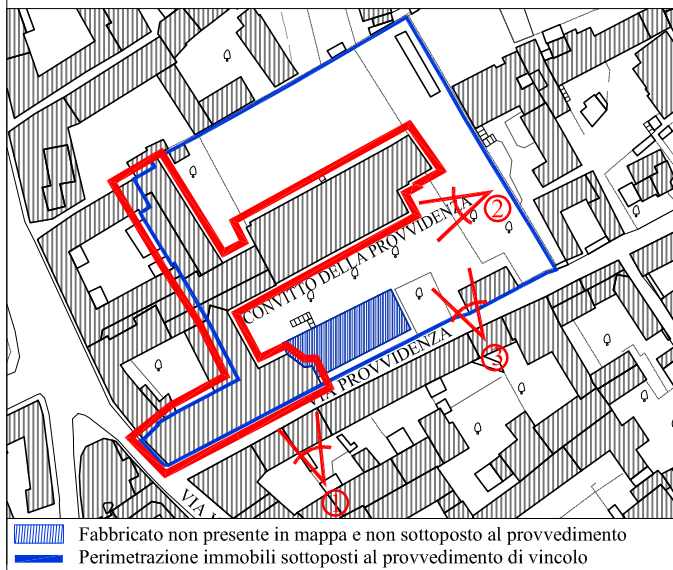 CONVITTO DELLA PROVVIDENZA
2
VIA PROVVIDENZA
3
1
VIA
Fabbricato non presente in mappa e non sottoposto al provvedimento
Perimetrazione immobili sottoposti al provvedimento di vincolo